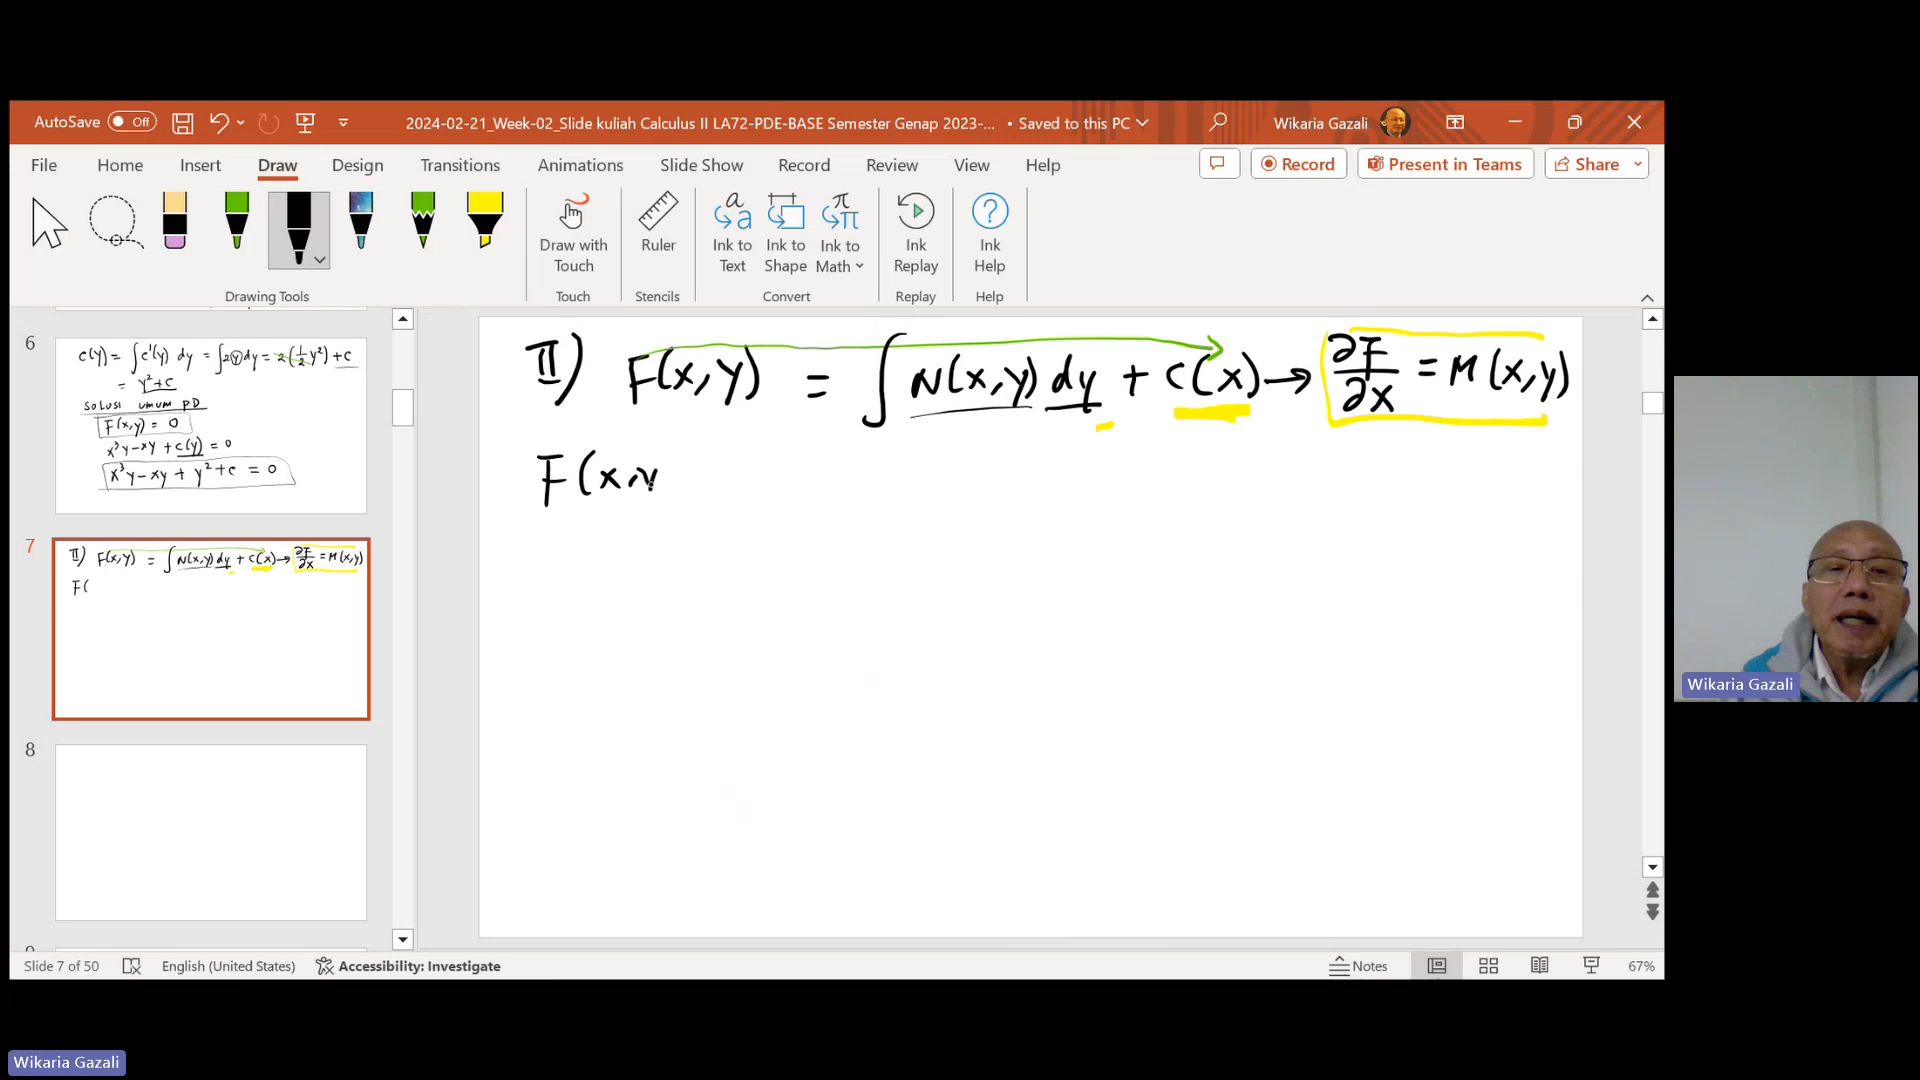 AutoSave Off
2024-02-21_Week-02_Slide kuliah Calculus II LA72-PDE-BASE Semester Genap 2023-... • Saved to this PC
Wikaria Gazali
File Home Insert Draw Design Transitions Animations Slide Show Record Review View Help
Record Present in Teams Share
Draw with Touch
Ruler
Ink to Text
Ink to Shape
Ink to Math
Ink Replay
Ink Help
Drawing Tools Touch Stencils Convert Replay Help
6
c(y) = ∫ c'(y) dy = ∫2y dy = 2(½y²) + c
= y² + c
solusi umum PD
F(x,y) = 0
x³y - xy + c(y) = 0
x³y - xy + y² + c = 0
7
II) F(x,y) = ∫ N(x,y) dy + c(x) → ∂F/∂x = M(x,y)
F(
8
II) F(x,y) = ∫ N(x,y) dy + c(x) → ∂F/∂x = M(x,y)
F(x,y
Wikaria Gazali
Slide 7 of 50 English (United States) Accessibility: Investigate Notes 67%
Wikaria Gazali